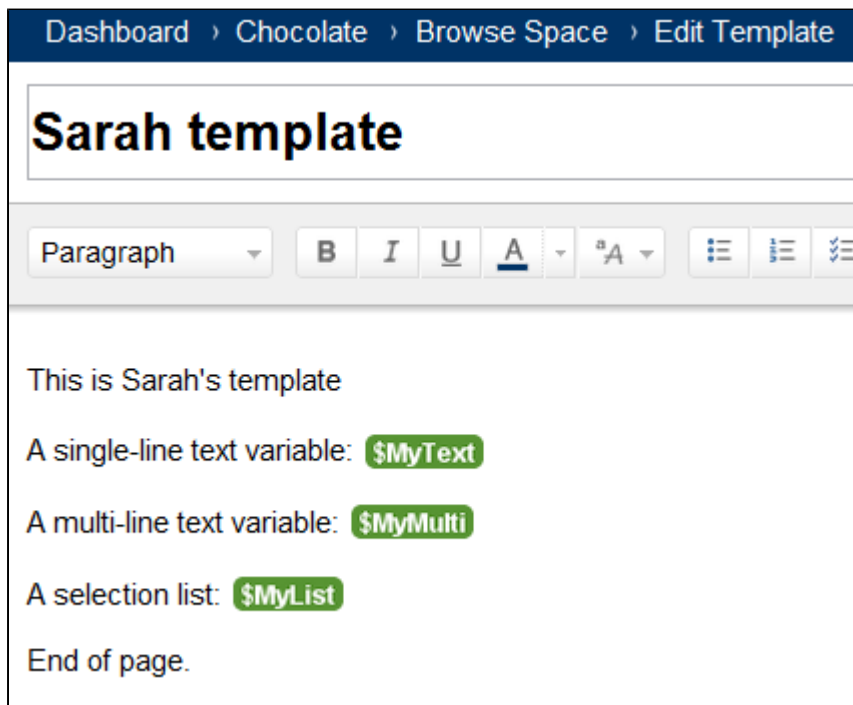 Dashboard › Chocolate › Browse Space › Edit Template
Sarah template
Paragraph B I U A ªA
This is Sarah's template
A single-line text variable: $MyText
A multi-line text variable: $MyMulti
A selection list: $MyList
End of page.